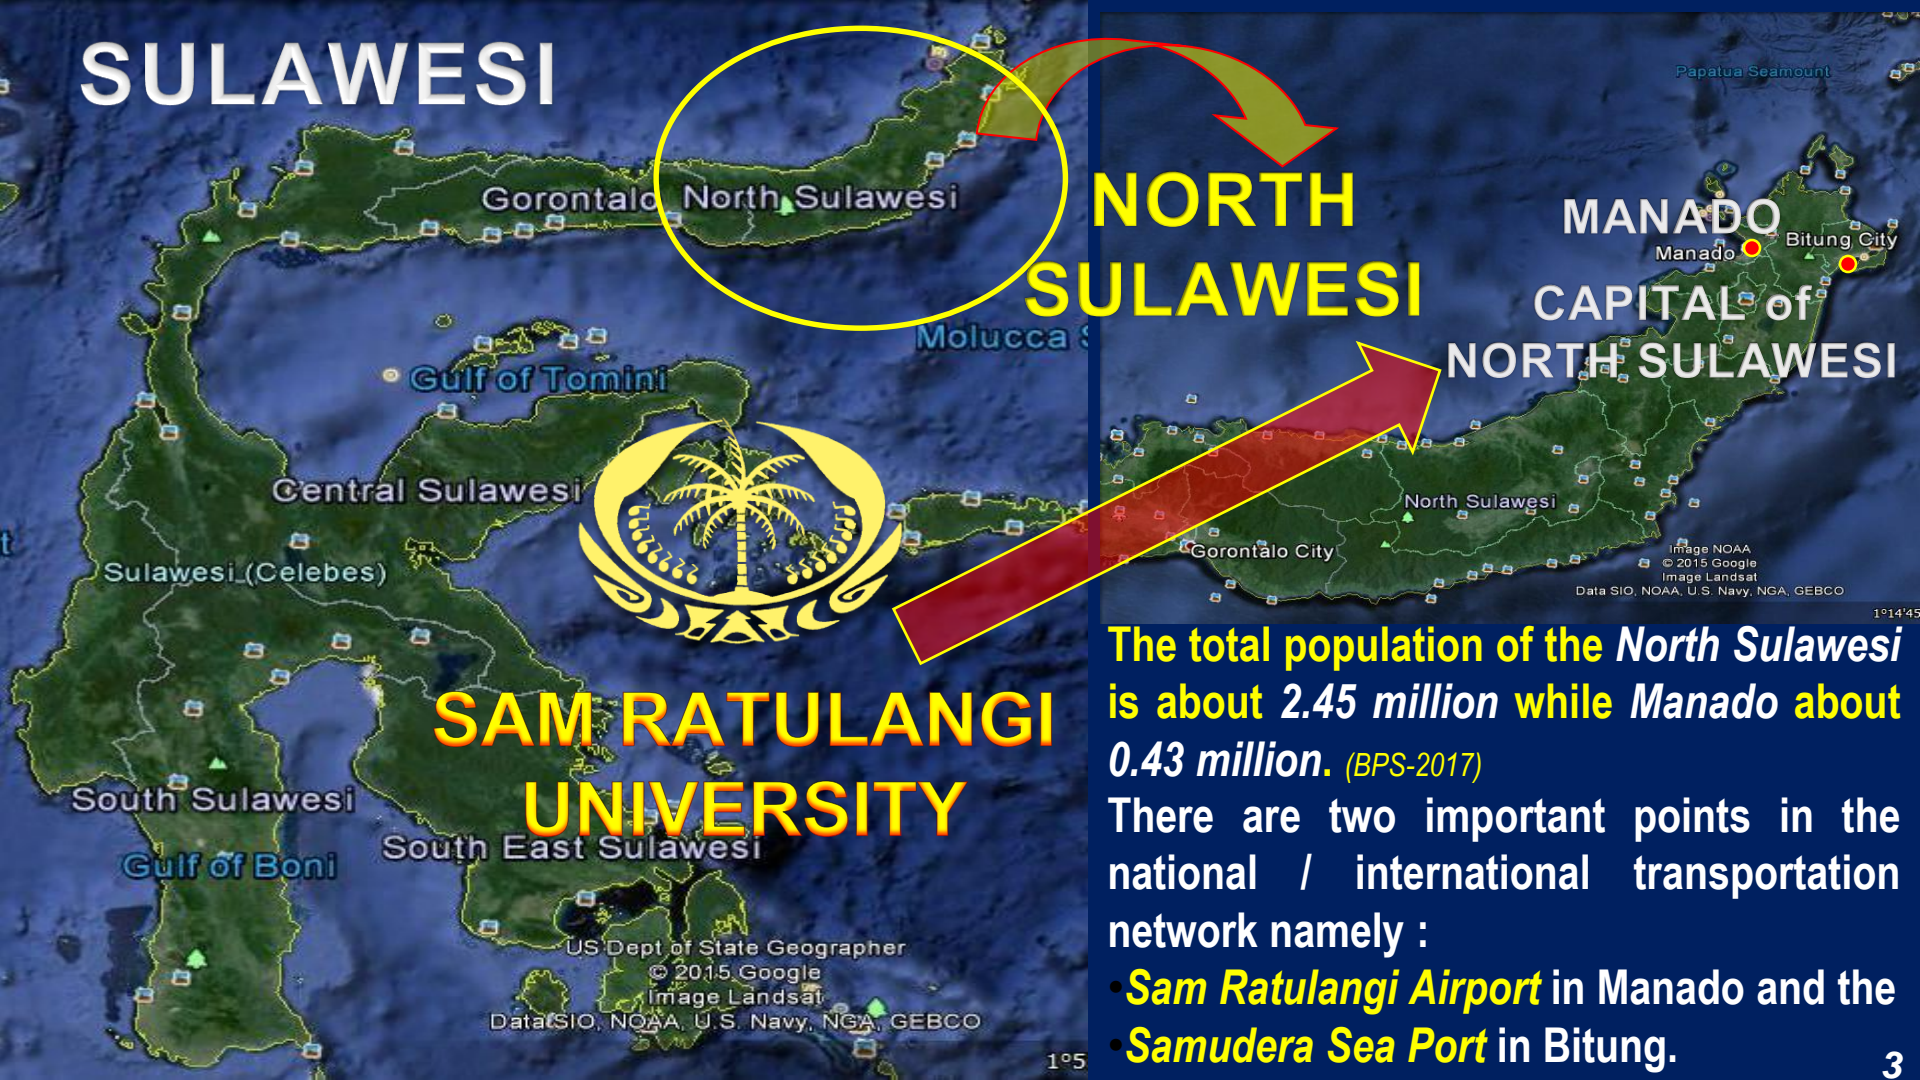 SULAWESI
Gorontalo
North Sulawesi
Molucca S
Gulf of Tomini
Central Sulawesi
t
Sulawesi (Celebes)
SAM RATULANGI
UNIVERSITY
South Sulawesi
Gulf of Boni
South East Sulawesi
US Dept of State Geographer
© 2015 Google
Image Landsat
Data SIO, NOAA, U.S. Navy, NGA, GEBCO
1°5
NORTH
SULAWESI
Papatua Seamount
MANADO
Manado
Bitung City
CAPITAL of
NORTH SULAWESI
North Sulawesi
Gorontalo City
Image NOAA
© 2015 Google
Image Landsat
Data SIO, NOAA, U.S. Navy, NGA, GEBCO
1°14'45
The total population of the North Sulawesi
is about 2.45 million while Manado about
0.43 million. (BPS-2017)
There are two important points in the
national / international transportation
network namely :
•Sam Ratulangi Airport in Manado and the
•Samudera Sea Port in Bitung.
3